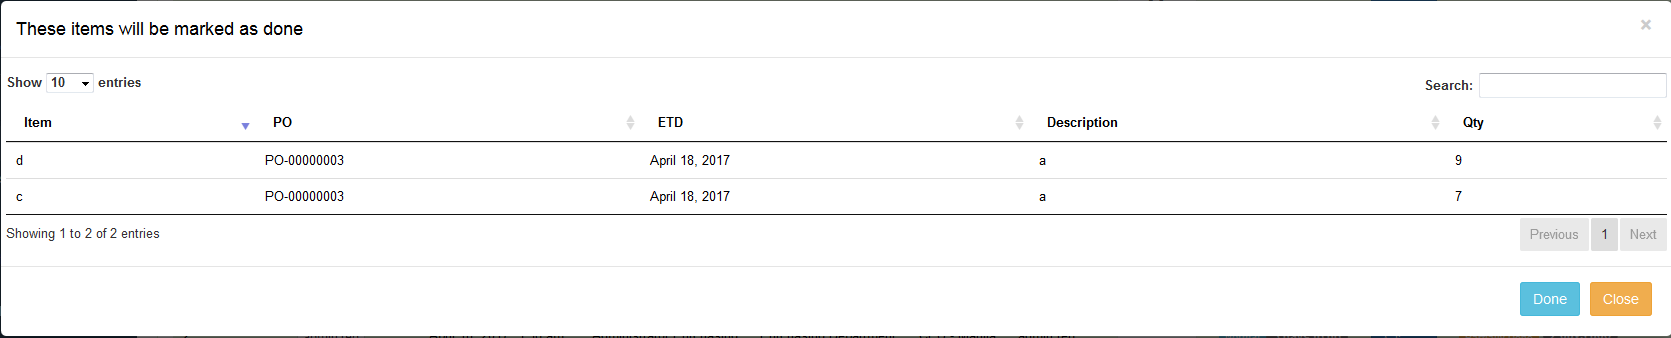 These items will be marked as done ×
Show 10 entries Search:
Item PO ETD Description Qty
d PO-00000003 April 18, 2017 a 9
c PO-00000003 April 18, 2017 a 7
Showing 1 to 2 of 2 entries Previous 1 Next
Done Close